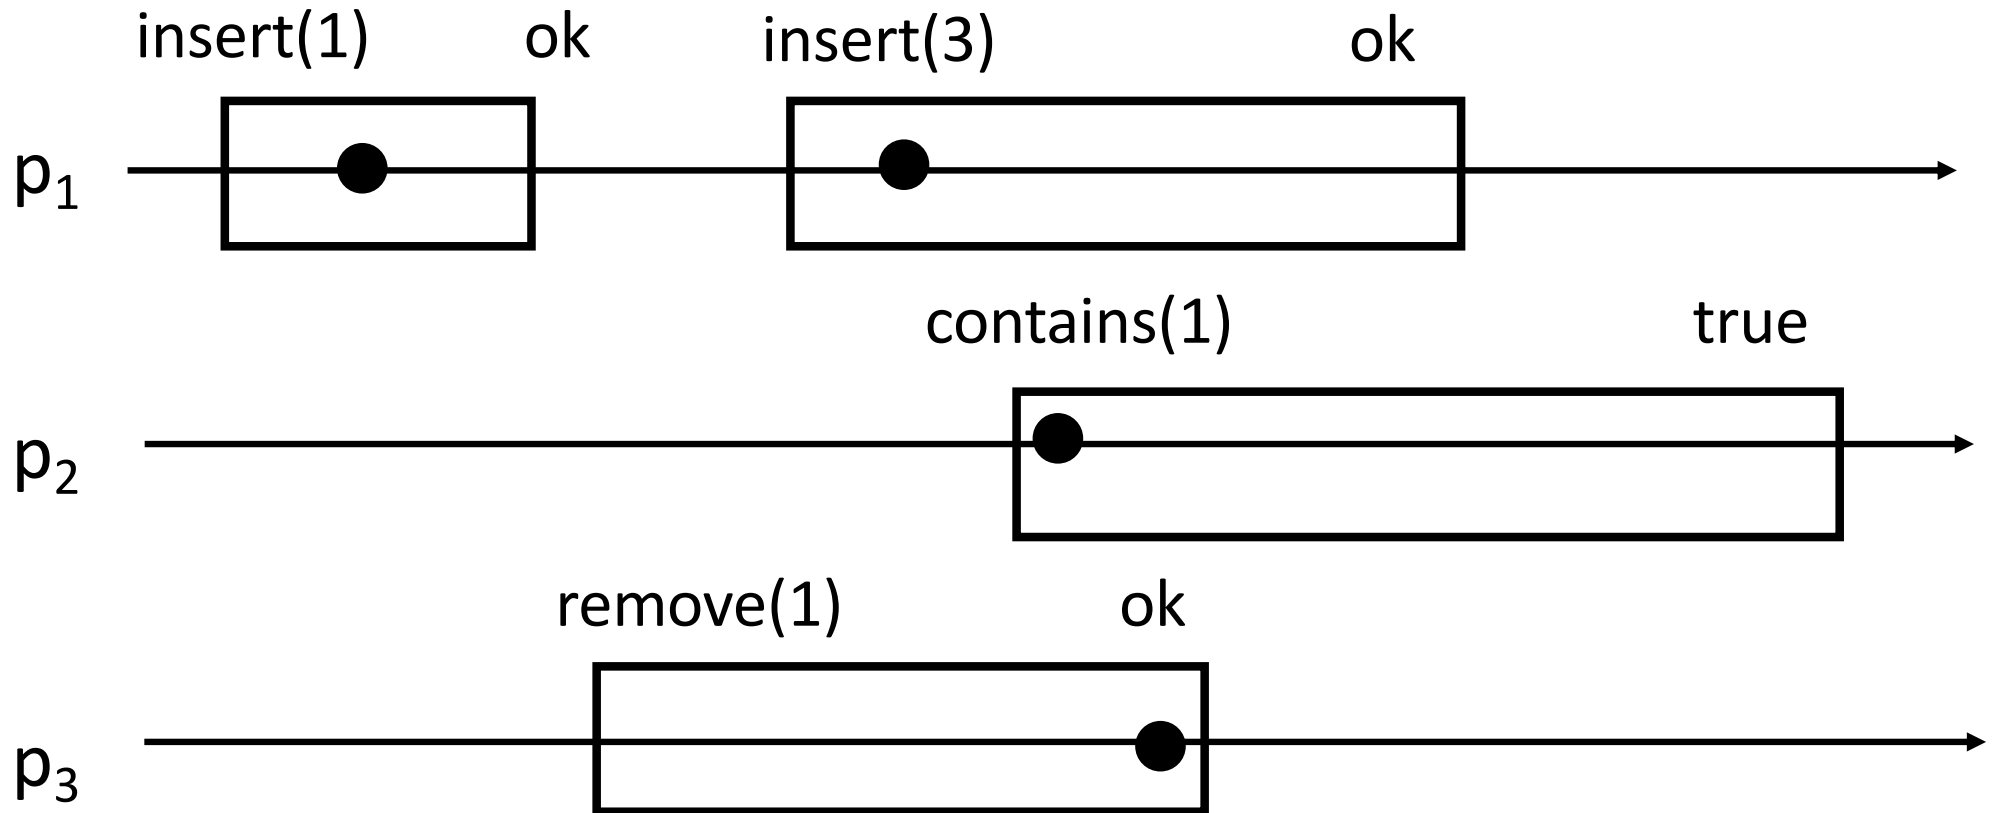 insert(1) ok insert(3) ok
p1
contains(1) true
p2
remove(1) ok
p3